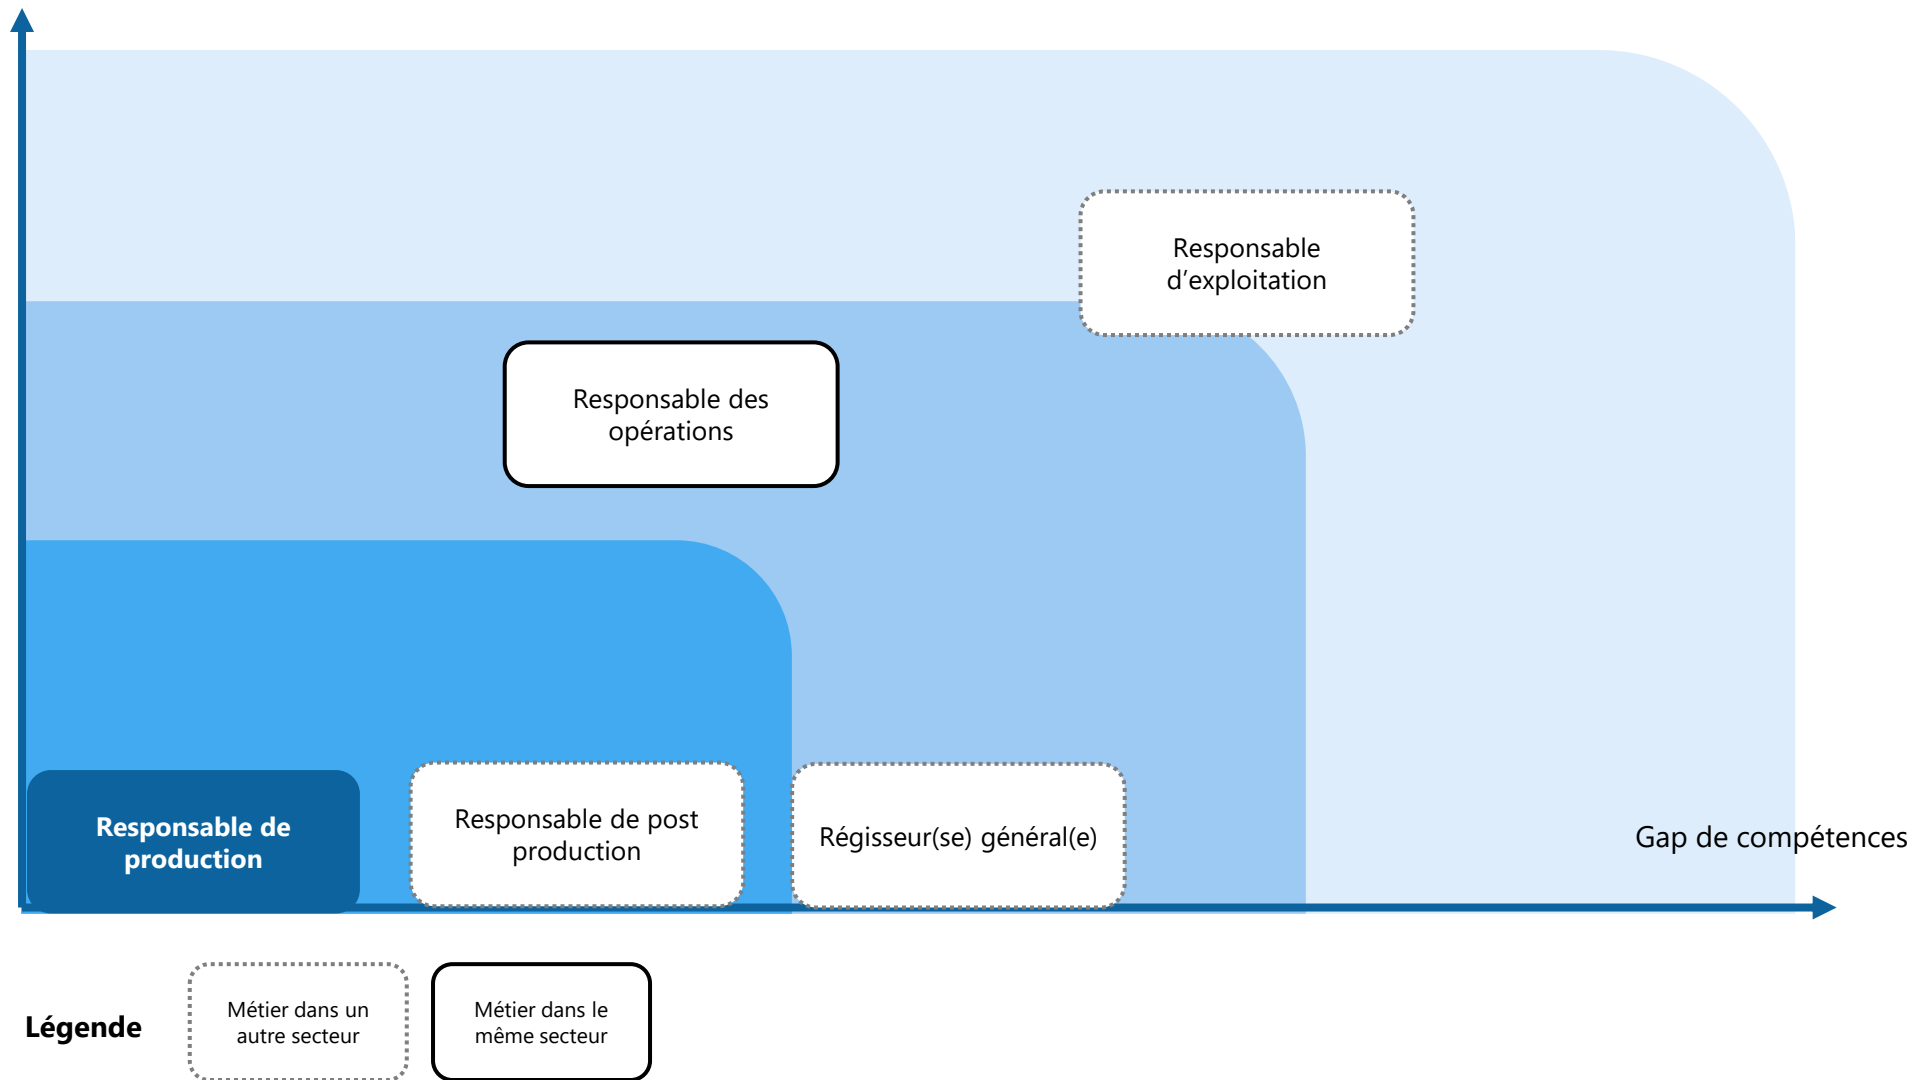 Responsable
d’exploitation
Responsable des
opérations
Responsable de
production
Responsable de post
production
Régisseur(se) général(e)
Gap de compétences
Légende
Métier dans un
autre secteur
Métier dans le
même secteur